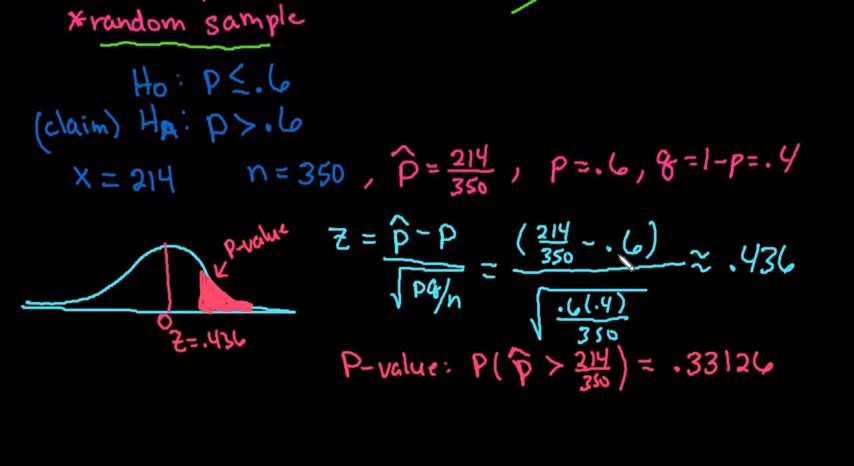 *random sample
H₀: P ≤ .6
(claim) Hₐ: p > .6
x = 214 n = 350 , p̂ = 214/350 , p = .6, q = 1-p = .4
P-value
z = (p̂ - p)/√(pq/n) = (214/350 - .6)/√(.6(.4)/350) ≈ .436
0
z = .436
P-value: P(p̂ > 214/350) = .33126